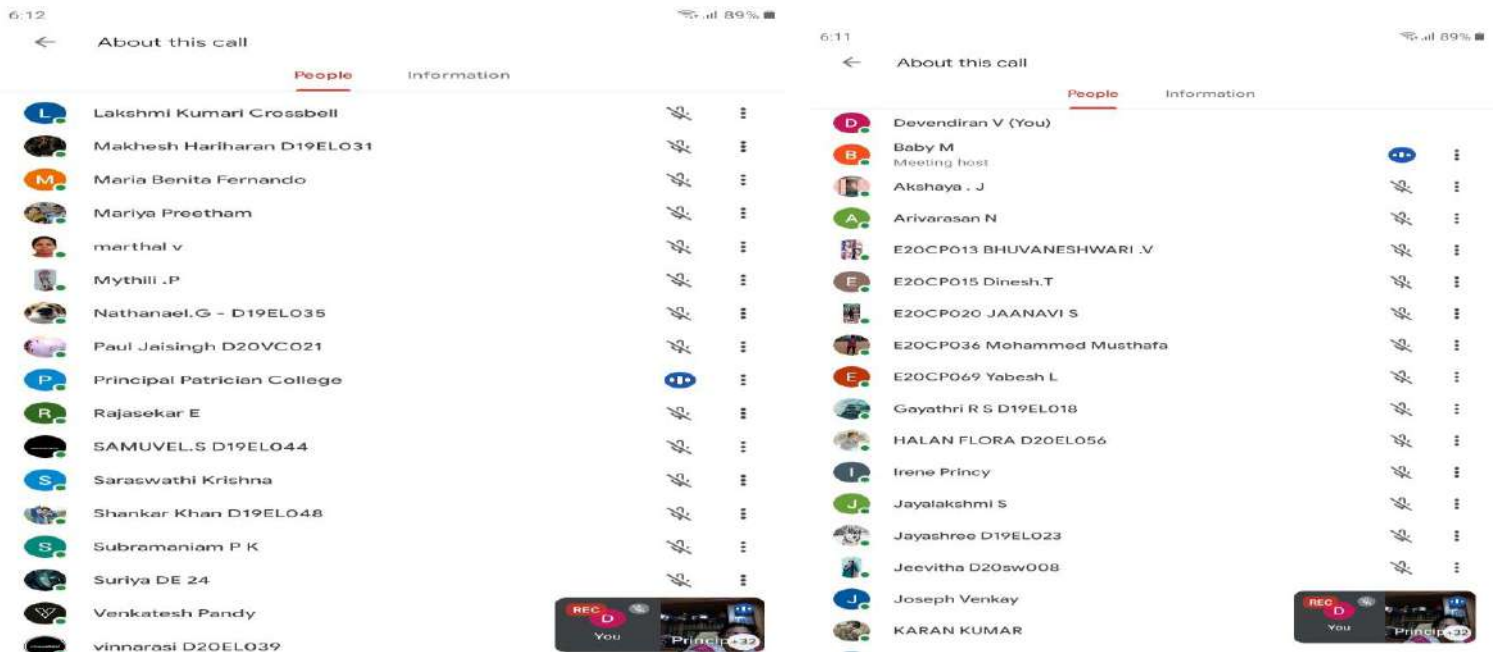 6:12
89%
About this call
People Information
L Lakshmi Kumari Crossbell
Makhesh Hariharan D19EL031
M Maria Benita Fernando
Mariya Preetham
marthal v
Mythili .P
Nathanael.G - D19EL035
Paul Jaisingh D20VC021
P Principal Patrician College
R Rajasekar E
SAMUVEL.S D19EL044
S Saraswathi Krishna
Shankar Khan D19EL048
S Subramaniam P K
Suriya DE 24
Venkatesh Pandy
vinnarasi D20EL039
REC
D
You
Princip +32
6:11
89%
About this call
People Information
D Devendiran V (You)
B Baby M
Meeting host
Akshaya . J
A Arivarasan N
E20CP013 BHUVANESHWARI .V
E E20CP015 Dinesh.T
E20CP020 JAANAVI S
E20CP036 Mohammed Musthafa
E E20CP069 Yabesh L
Gayathri R S D19EL018
HALAN FLORA D20EL056
I Irene Princy
J Jayalakshmi S
Jayashree D19EL023
Jeevitha D20sw008
J Joseph Venkay
KARAN KUMAR
REC
D
You
Princip +32